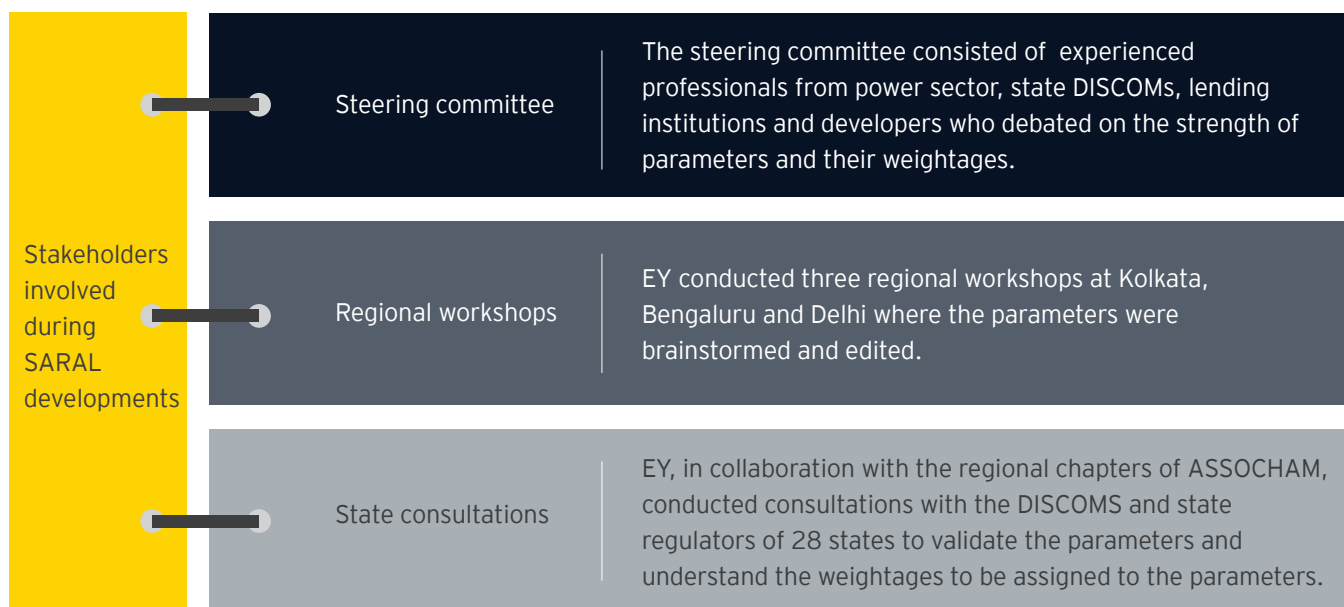 Stakeholders
involved
during
SARAL
developments
Steering committee
The steering committee consisted of experienced
professionals from power sector, state DISCOMs, lending
institutions and developers who debated on the strength of
parameters and their weightages.
Regional workshops
EY conducted three regional workshops at Kolkata,
Bengaluru and Delhi where the parameters were
brainstormed and edited.
State consultations
EY, in collaboration with the regional chapters of ASSOCHAM,
conducted consultations with the DISCOMS and state
regulators of 28 states to validate the parameters and
understand the weightages to be assigned to the parameters.